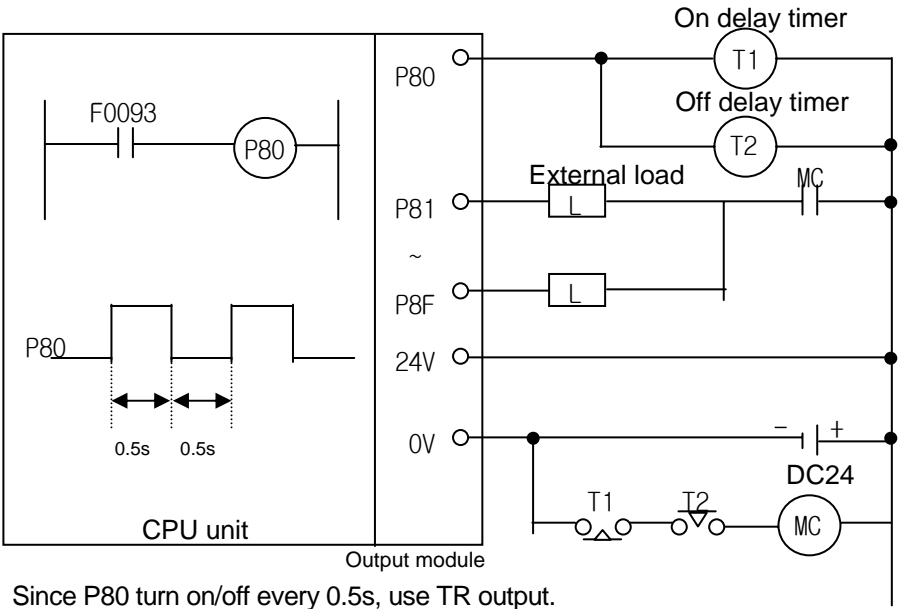 On delay timer
P80
T1
F0093
P80
Off delay timer
T2
External load
MC
P81
L
~
P8F
L
P80
24V
0.5s 0.5s
0V
- +
DC24
T1 T2
MC
CPU unit
Output module
Since P80 turn on/off every 0.5s, use TR output.